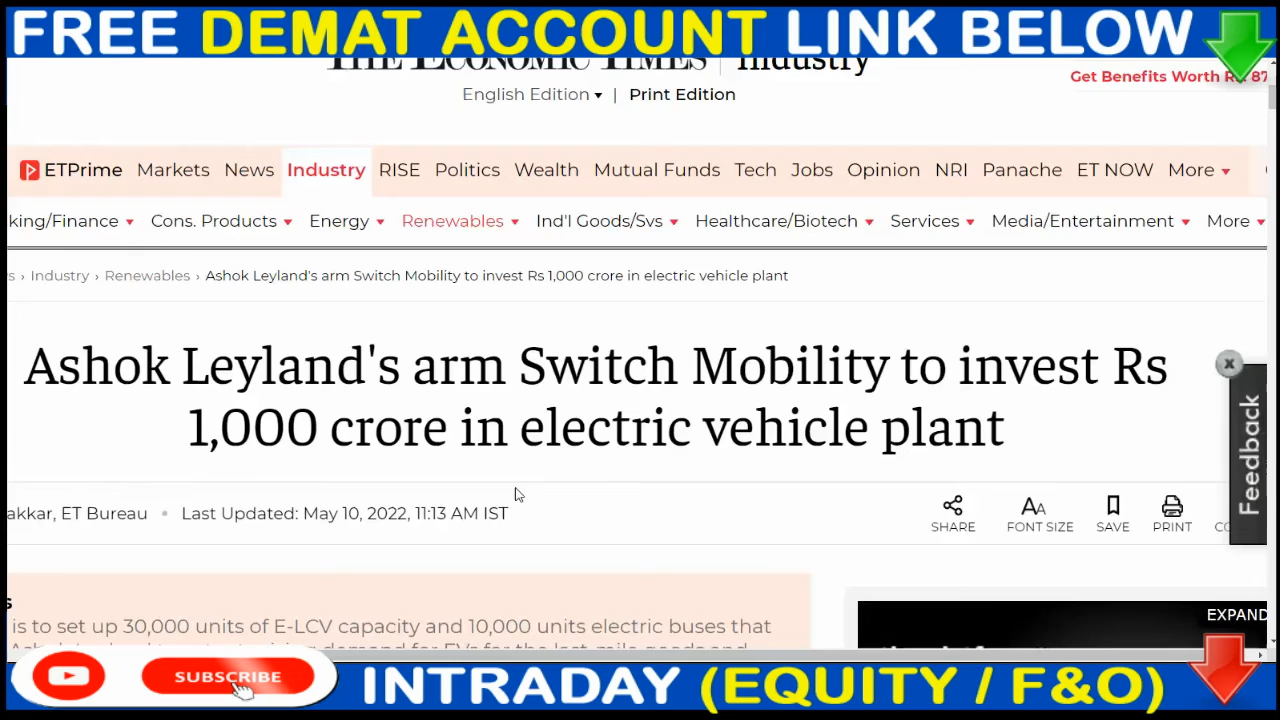 FREE DEMAT ACCOUNT LINK BELOW
THE ECONOMIC TIMES | Industry
Get Benefits Worth Rs. 87
English Edition | Print Edition
ETPrime Markets News Industry RISE Politics Wealth Mutual Funds Tech Jobs Opinion NRI Panache ET NOW More
king/Finance Cons. Products Energy Renewables Ind'l Goods/Svs Healthcare/Biotech Services Media/Entertainment More
s › Industry › Renewables › Ashok Leyland's arm Switch Mobility to invest Rs 1,000 crore in electric vehicle plant
Ashok Leyland's arm Switch Mobility to invest Rs
1,000 crore in electric vehicle plant
x
Feedback
akkar, ET Bureau • Last Updated: May 10, 2022, 11:13 AM IST
SHARE FONT SIZE SAVE PRINT
is to set up 30,000 units of E-LCV capacity and 10,000 units electric buses that
EXPAND
SUBSCRIBE
INTRADAY (EQUITY / F&O)